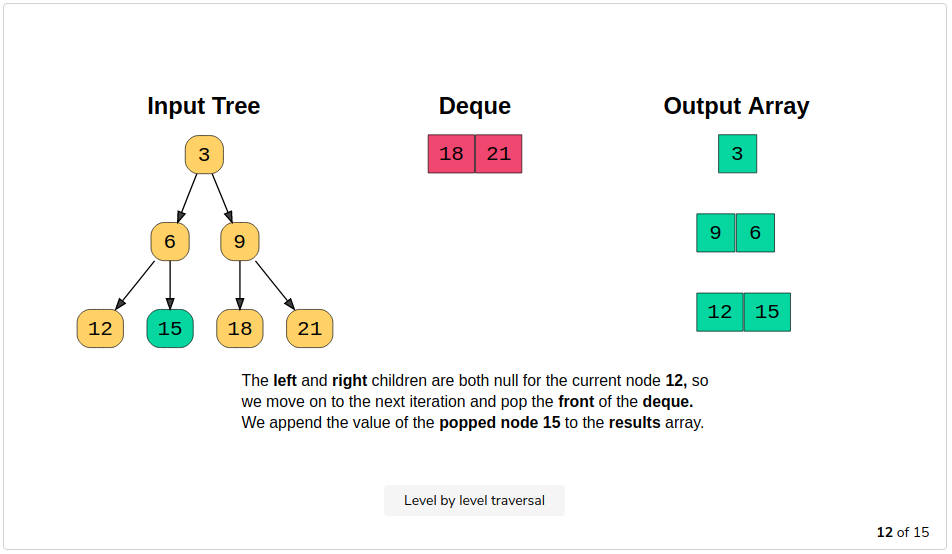 Input Tree
Deque
Output Array
3
18 21
3
6 9
9 6
12 15 18 21
12 15
The left and right children are both null for the current node 12, so
we move on to the next iteration and pop the front of the deque.
We append the value of the popped node 15 to the results array.
Level by level traversal
12 of 15